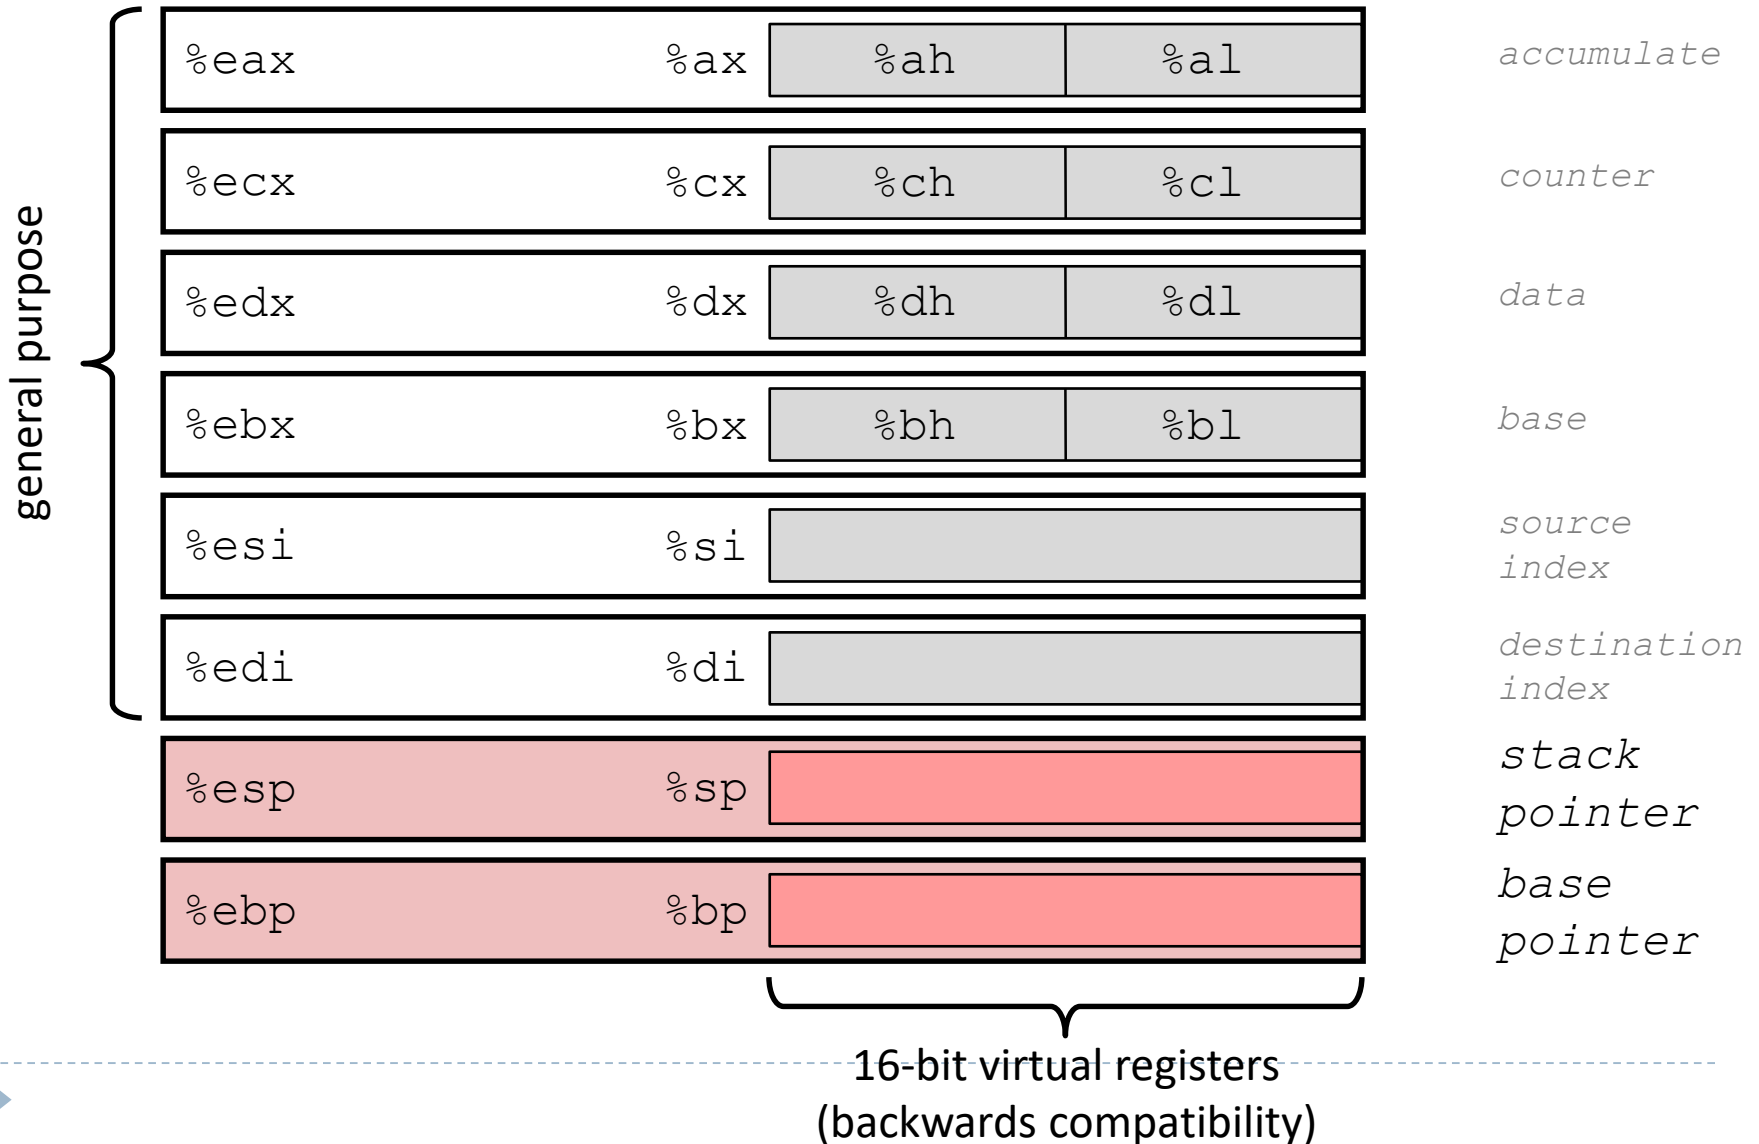 general purpose
%eax %ax %ah %al accumulate
%ecx %cx %ch %cl counter
%edx %dx %dh %dl data
%ebx %bx %bh %bl base
%esi %si source
index
%edi %di destination
index
%esp %sp stack
pointer
%ebp %bp base
pointer
16-bit virtual registers
(backwards compatibility)